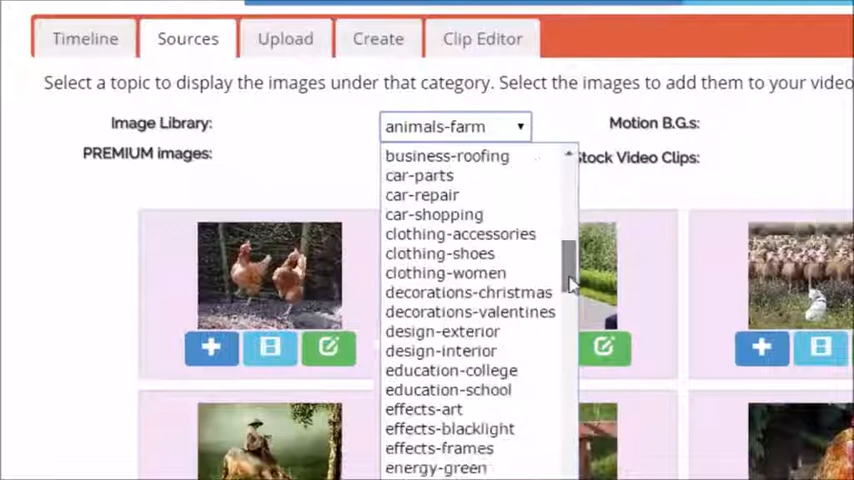 Timeline
Sources
Upload
Create
Clip Editor
Select a topic to display the images under that category. Select the images to add them to your video
Image Library:
animals-farm
Motion B.G.s:
PREMIUM images:
Stock Video Clips:
business-roofing
car-parts
car-repair
car-shopping
clothing-accessories
clothing-shoes
clothing-women
decorations-christmas
decorations-valentines
design-exterior
design-interior
education-college
education-school
effects-art
effects-blacklight
effects-frames
energy-green